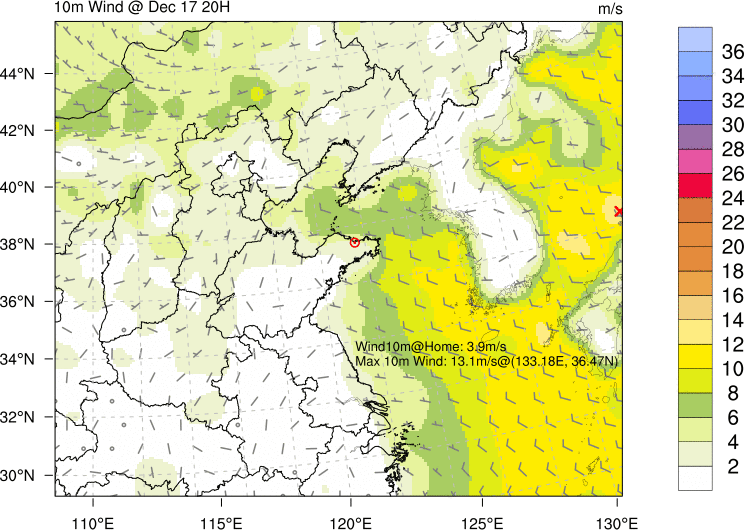 10m Wind @ Dec 17 20H
m/s
44°N
42°N
40°N
38°N
36°N
34°N
32°N
30°N
Wind10m@Home: 3.9m/s
Max 10m Wind: 13.1m/s@(133.18E, 36.47N)
110°E
115°E
120°E
125°E
130°E
36
34
32
30
28
26
24
22
20
18
16
14
12
10
8
6
4
2